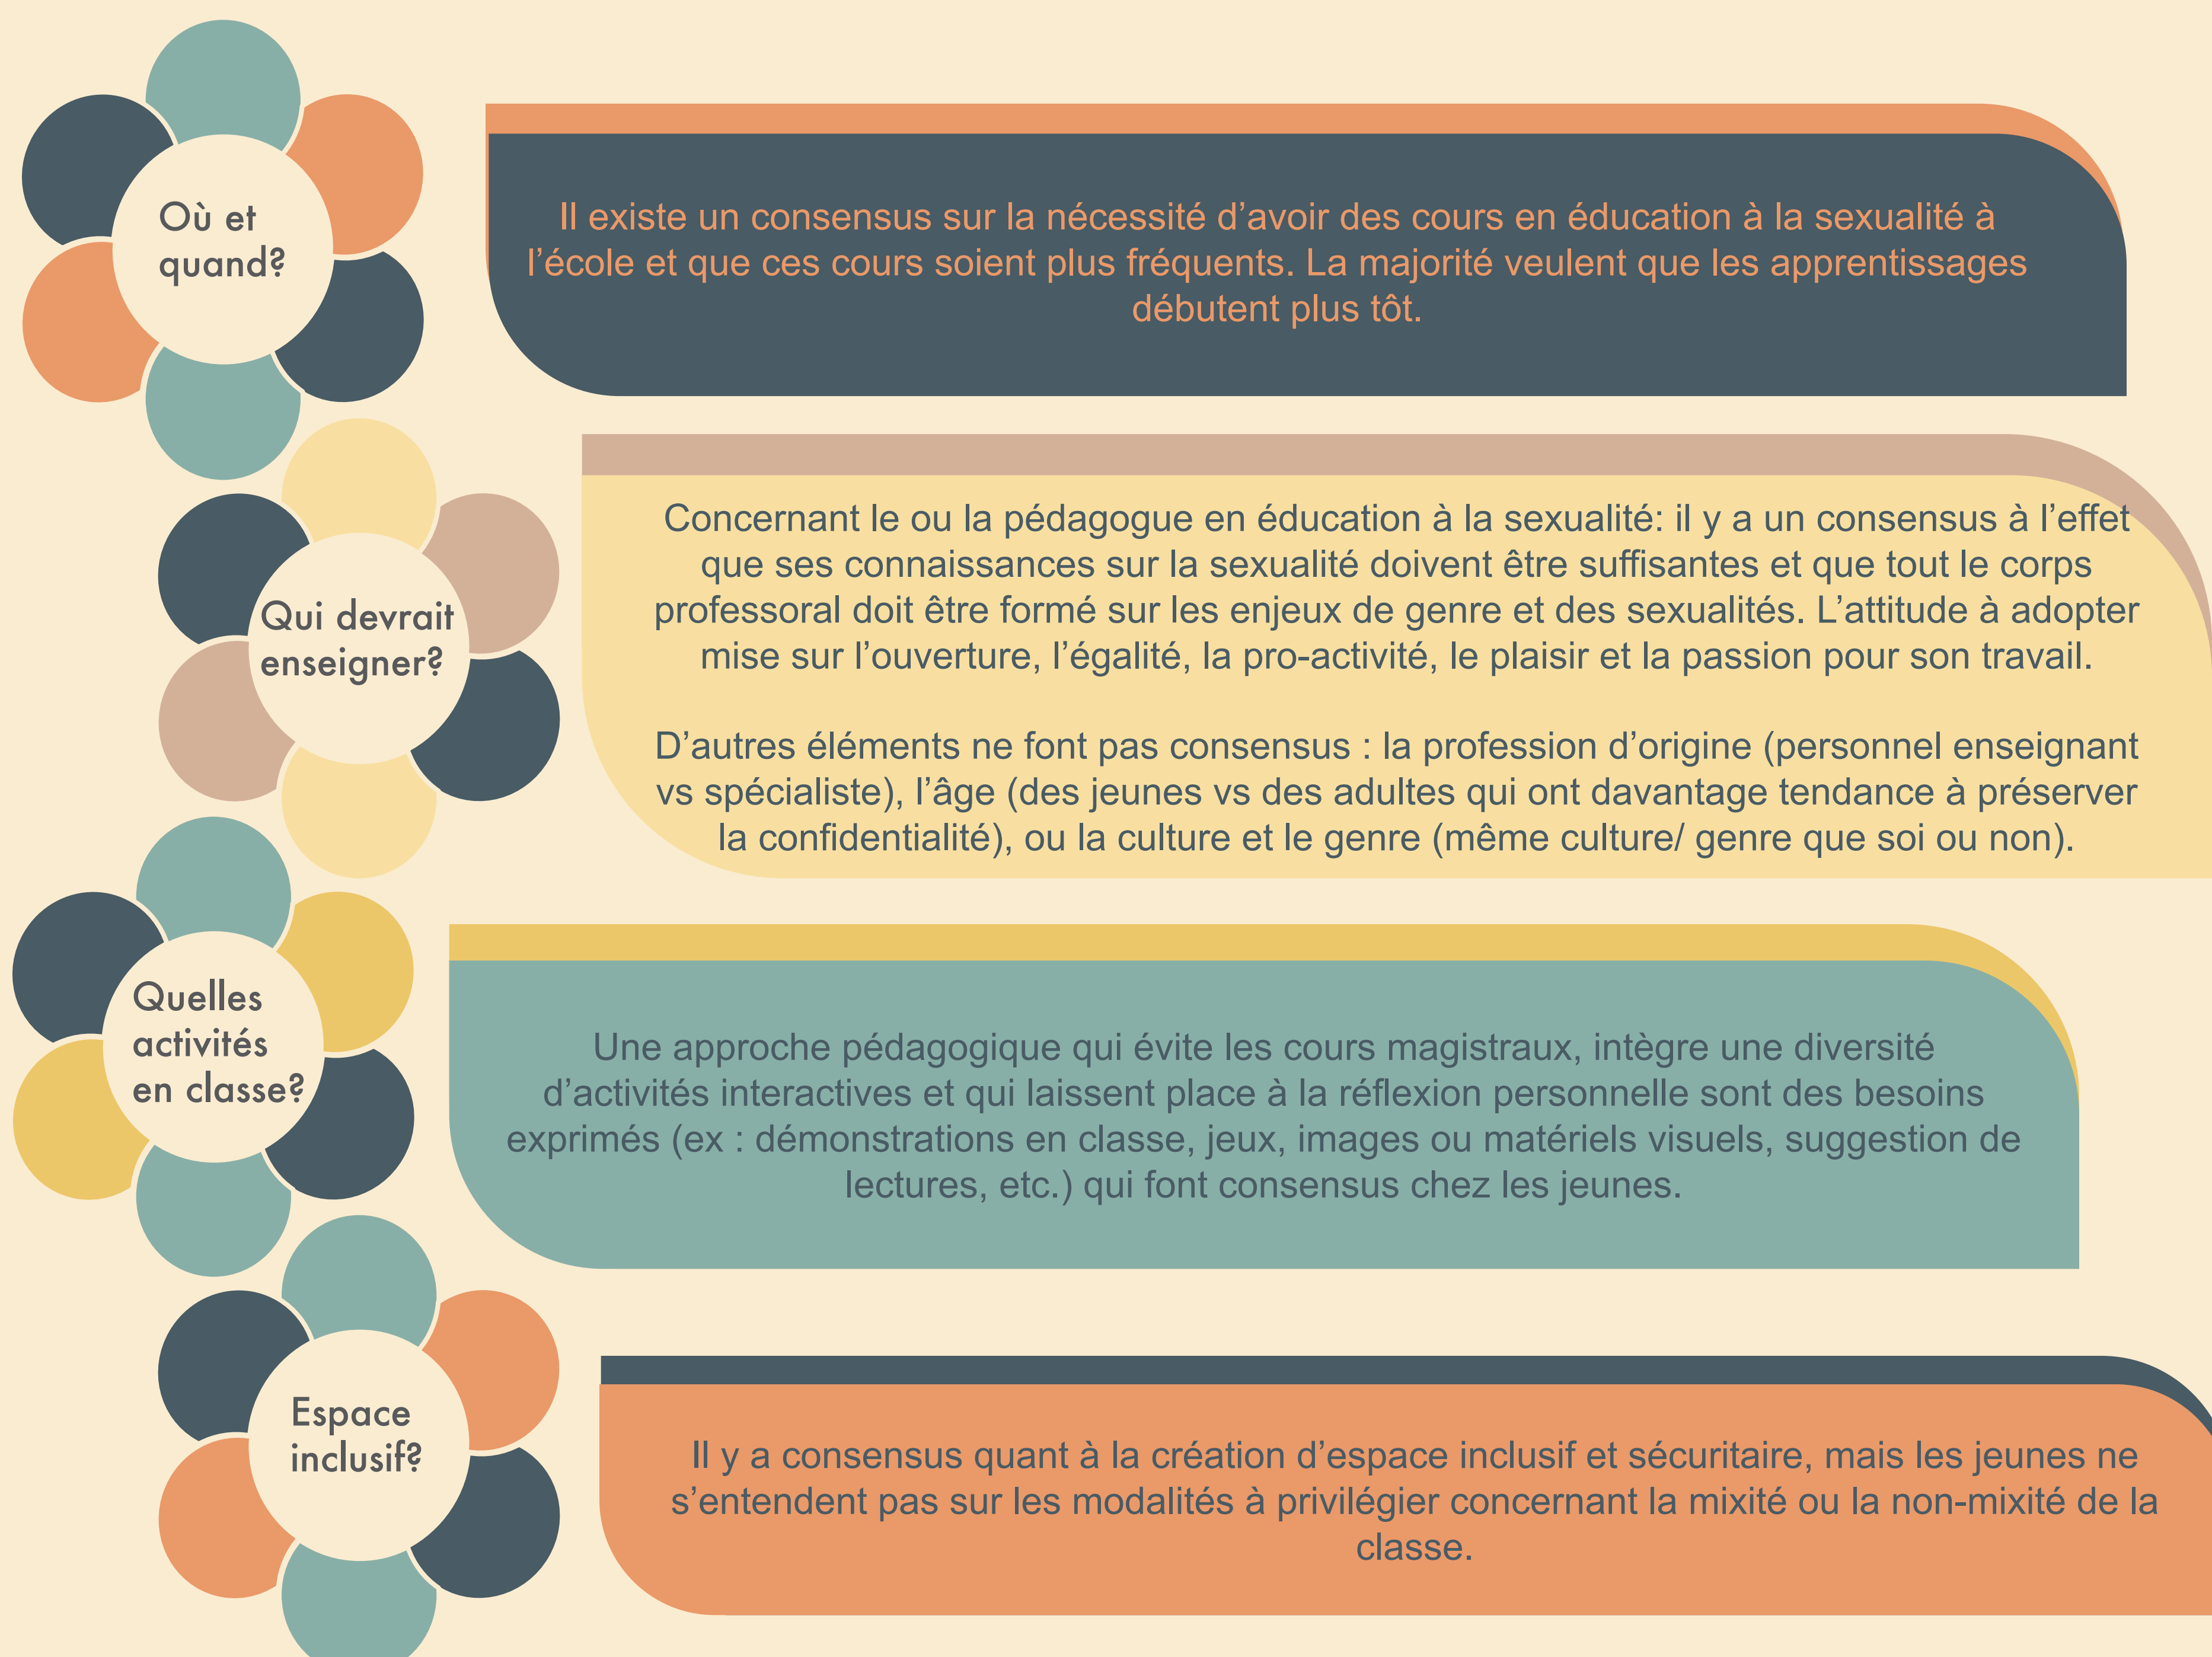 Où et
quand?
Il existe un consensus sur la nécessité d’avoir des cours en éducation à la sexualité à
l’école et que ces cours soient plus fréquents. La majorité veulent que les apprentissages
débutent plus tôt.
Qui devrait
enseigner?
Concernant le ou la pédagogue en éducation à la sexualité: il y a un consensus à l’effet
que ses connaissances sur la sexualité doivent être suffisantes et que tout le corps
professoral doit être formé sur les enjeux de genre et des sexualités. L’attitude à adopter
mise sur l’ouverture, l’égalité, la pro-activité, le plaisir et la passion pour son travail.
D’autres éléments ne font pas consensus : la profession d’origine (personnel enseignant
vs spécialiste), l’âge (des jeunes vs des adultes qui ont davantage tendance à préserver
la confidentialité), ou la culture et le genre (même culture/ genre que soi ou non).
Quelles
activités
en classe?
Une approche pédagogique qui évite les cours magistraux, intègre une diversité
d’activités interactives et qui laissent place à la réflexion personnelle sont des besoins
exprimés (ex : démonstrations en classe, jeux, images ou matériels visuels, suggestion de
lectures, etc.) qui font consensus chez les jeunes.
Espace
inclusif?
Il y a consensus quant à la création d’espace inclusif et sécuritaire, mais les jeunes ne
s’entendent pas sur les modalités à privilégier concernant la mixité ou la non-mixité de la
classe.